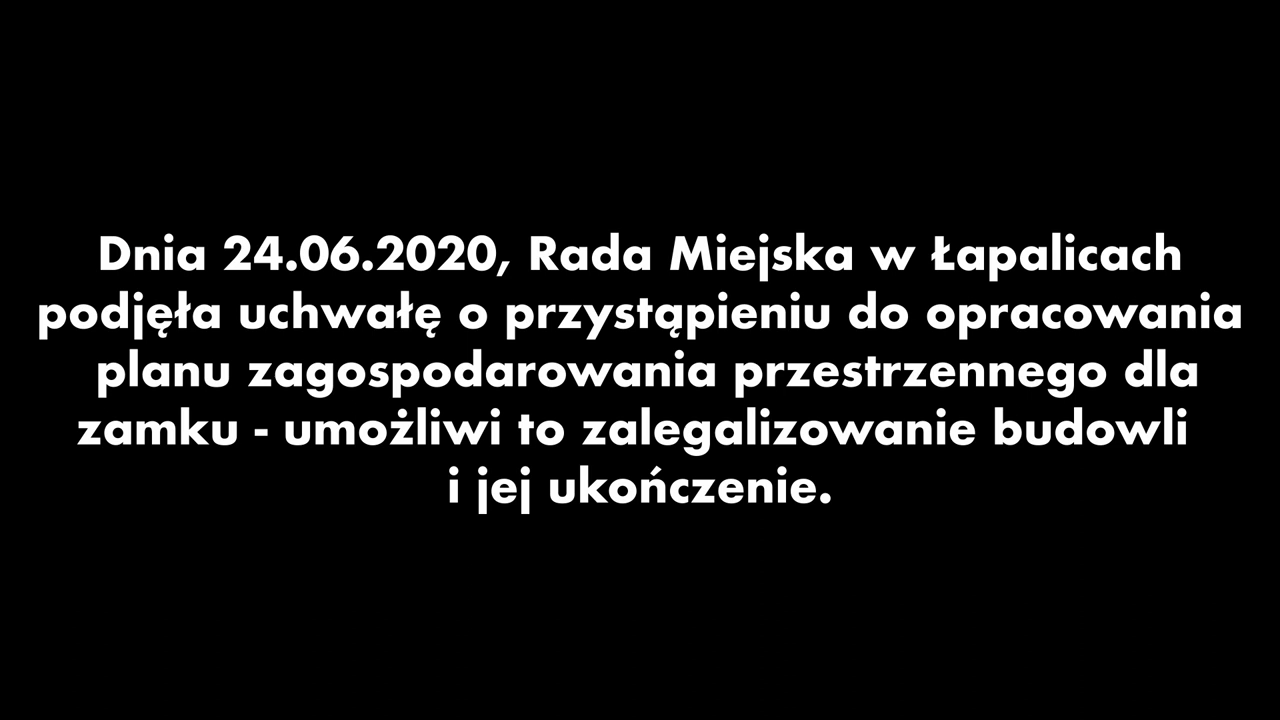 Dnia 24.06.2020, Rada Miejska w Łapalicach
podjęła uchwałę o przystąpieniu do opracowania
planu zagospodarowania przestrzennego dla
zamku - umożliwi to zalegalizowanie budowli
i jej ukończenie.